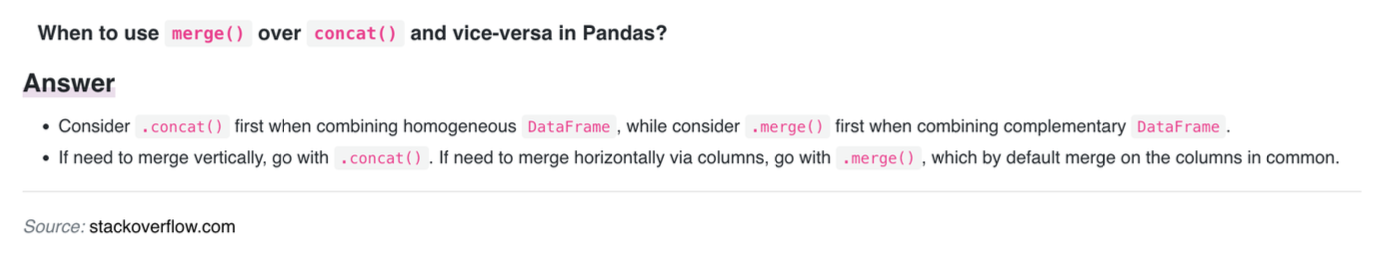 When to use merge() over concat() and vice-versa in Pandas?
Answer
• Consider .concat() first when combining homogeneous DataFrame , while consider .merge() first when combining complementary DataFrame .
• If need to merge vertically, go with .concat() . If need to merge horizontally via columns, go with .merge() , which by default merge on the columns in common.
Source: stackoverflow.com